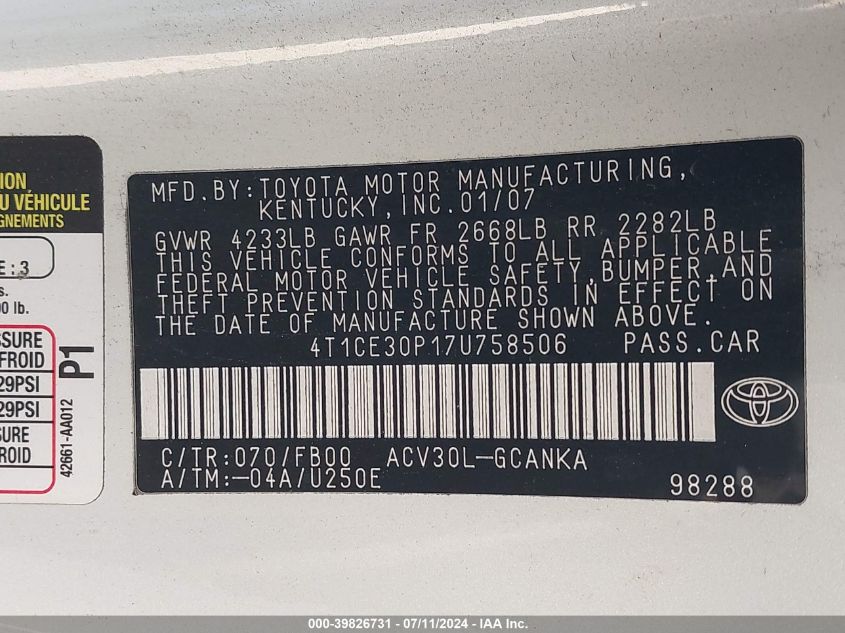 ION
U VÉHICULE
GNEMENTS
E : 3
s.
0 lb.
SSURE
FROID
29PSI
29PSI
SURE
ROID
P1
42661-AA012
MFD.BY:TOYOTA MOTOR MANUFACTURING,
KENTUCKY,INC.01/07
GVWR 4233LB GAWR FR 2668LB RR 2282LB
THIS VEHICLE CONFORMS TO ALL APPLICABLE
FEDERAL MOTOR VEHICLE SAFETY,BUMPER,AND
THEFT PREVENTION STANDARDS IN EFFECT ON
THE DATE OF MANUFACTURE SHOWN ABOVE.
4T1CE30P17U758506 PASS.CAR
C/TR:070/FB00 ACV30L-GCANKA
A/TM:-04A/U250E
98288
000-39826731 - 07/11/2024 - IAA Inc.